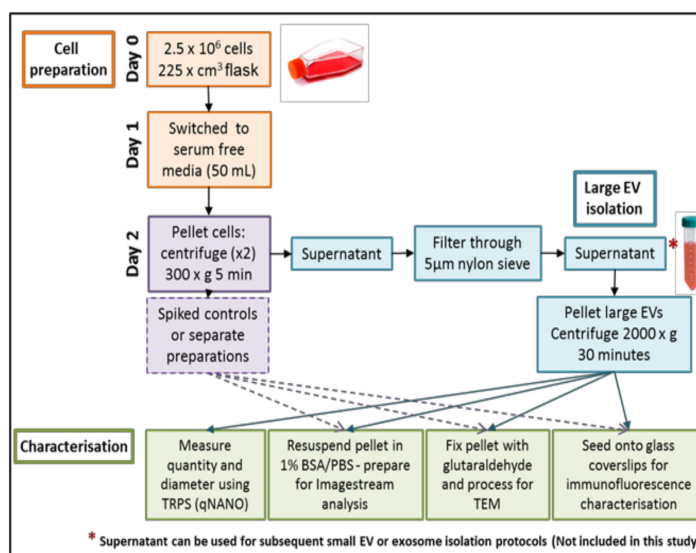 Cell
preparation
Day 0
2.5 x 10⁶ cells
225 x cm³ flask
Day 1
Switched to
serum free
media (50 mL)
Large EV
isolation
Day 2
Pellet cells:
centrifuge (x2)
300 x g 5 min
Supernatant
Filter through
5µm nylon sieve
Supernatant
*
Spiked controls
or separate
preparations
Pellet large EVs
Centrifuge 2000 x g
30 minutes
Characterisation
Measure
quantity and
diameter using
TRPS (qNANO)
Resuspend pellet in
1% BSA/PBS - prepare
for Imagestream
analysis
Fix pellet with
glutaraldehyde
and process for
TEM
Seed onto glass
coverslips for
immunofluorescence
characterisation
* Supernatant can be used for subsequent small EV or exosome isolation protocols (Not included in this study